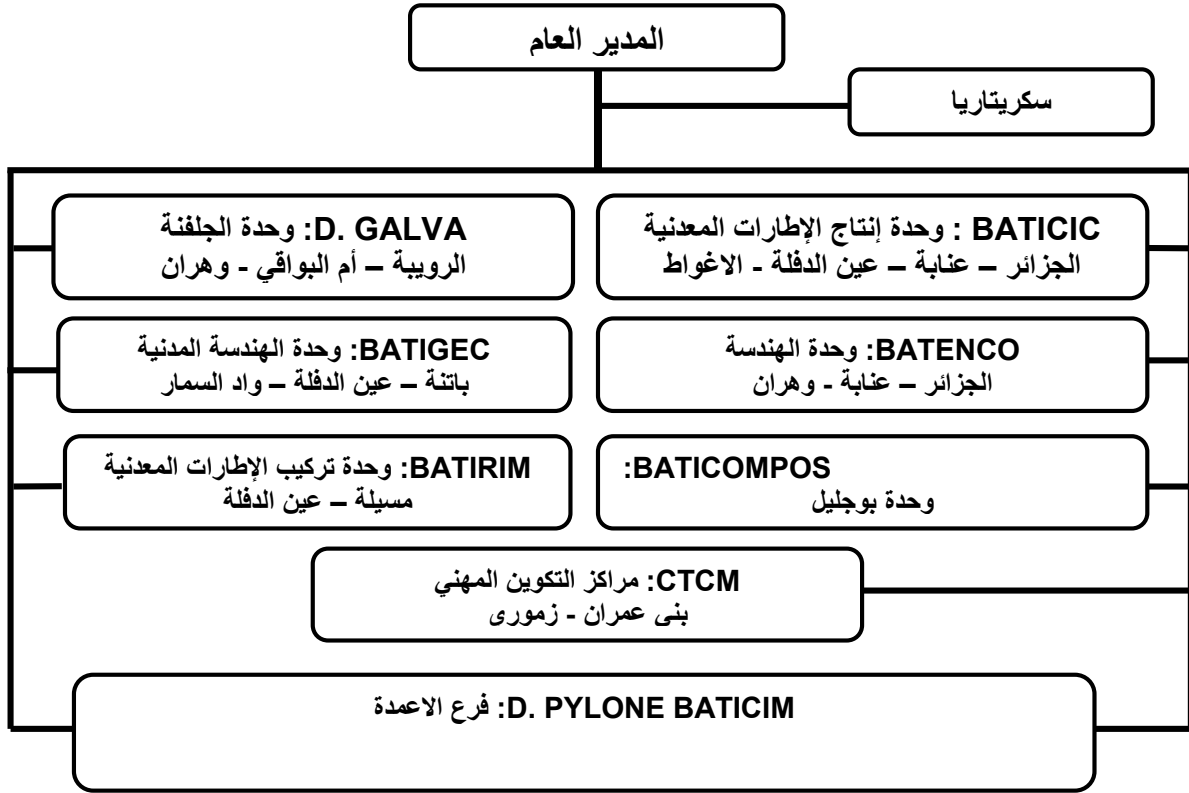 المدير العام
سكريتاريا
BATICIC : وحدة إنتاج الإطارات المعدنية
الجزائر – عنابة – عين الدفلة - الاغواط
D. GALVA: وحدة الجلفنة
الرويبة – أم البواقي - وهران
BATENCO: وحدة الهندسة
الجزائر – عنابة - وهران
BATIGEC: وحدة الهندسة المدنية
باتنة – عين الدفلة – واد السمار
BATICOMPOS:
وحدة بوجليل
BATIRIM: وحدة تركيب الإطارات المعدنية
مسيلة – عين الدفلة
CTCM: مراكز التكوين المهني
بنى عمران - زمورى
D. PYLONE BATICIM: فرع الاعمدة